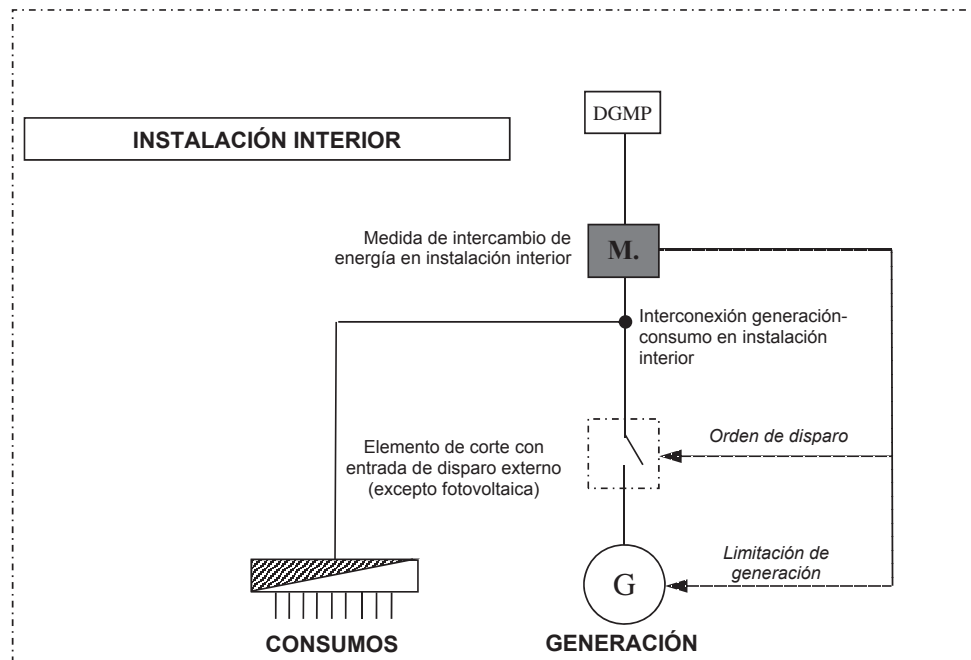 INSTALACIÓN INTERIOR
DGMP
Medida de intercambio de
energía en instalación interior
M.
Interconexión generación-
consumo en instalación
interior
Elemento de corte con
entrada de disparo externo
(excepto fotovoltaica)
Orden de disparo
Limitación de
generación
G
CONSUMOS
GENERACIÓN